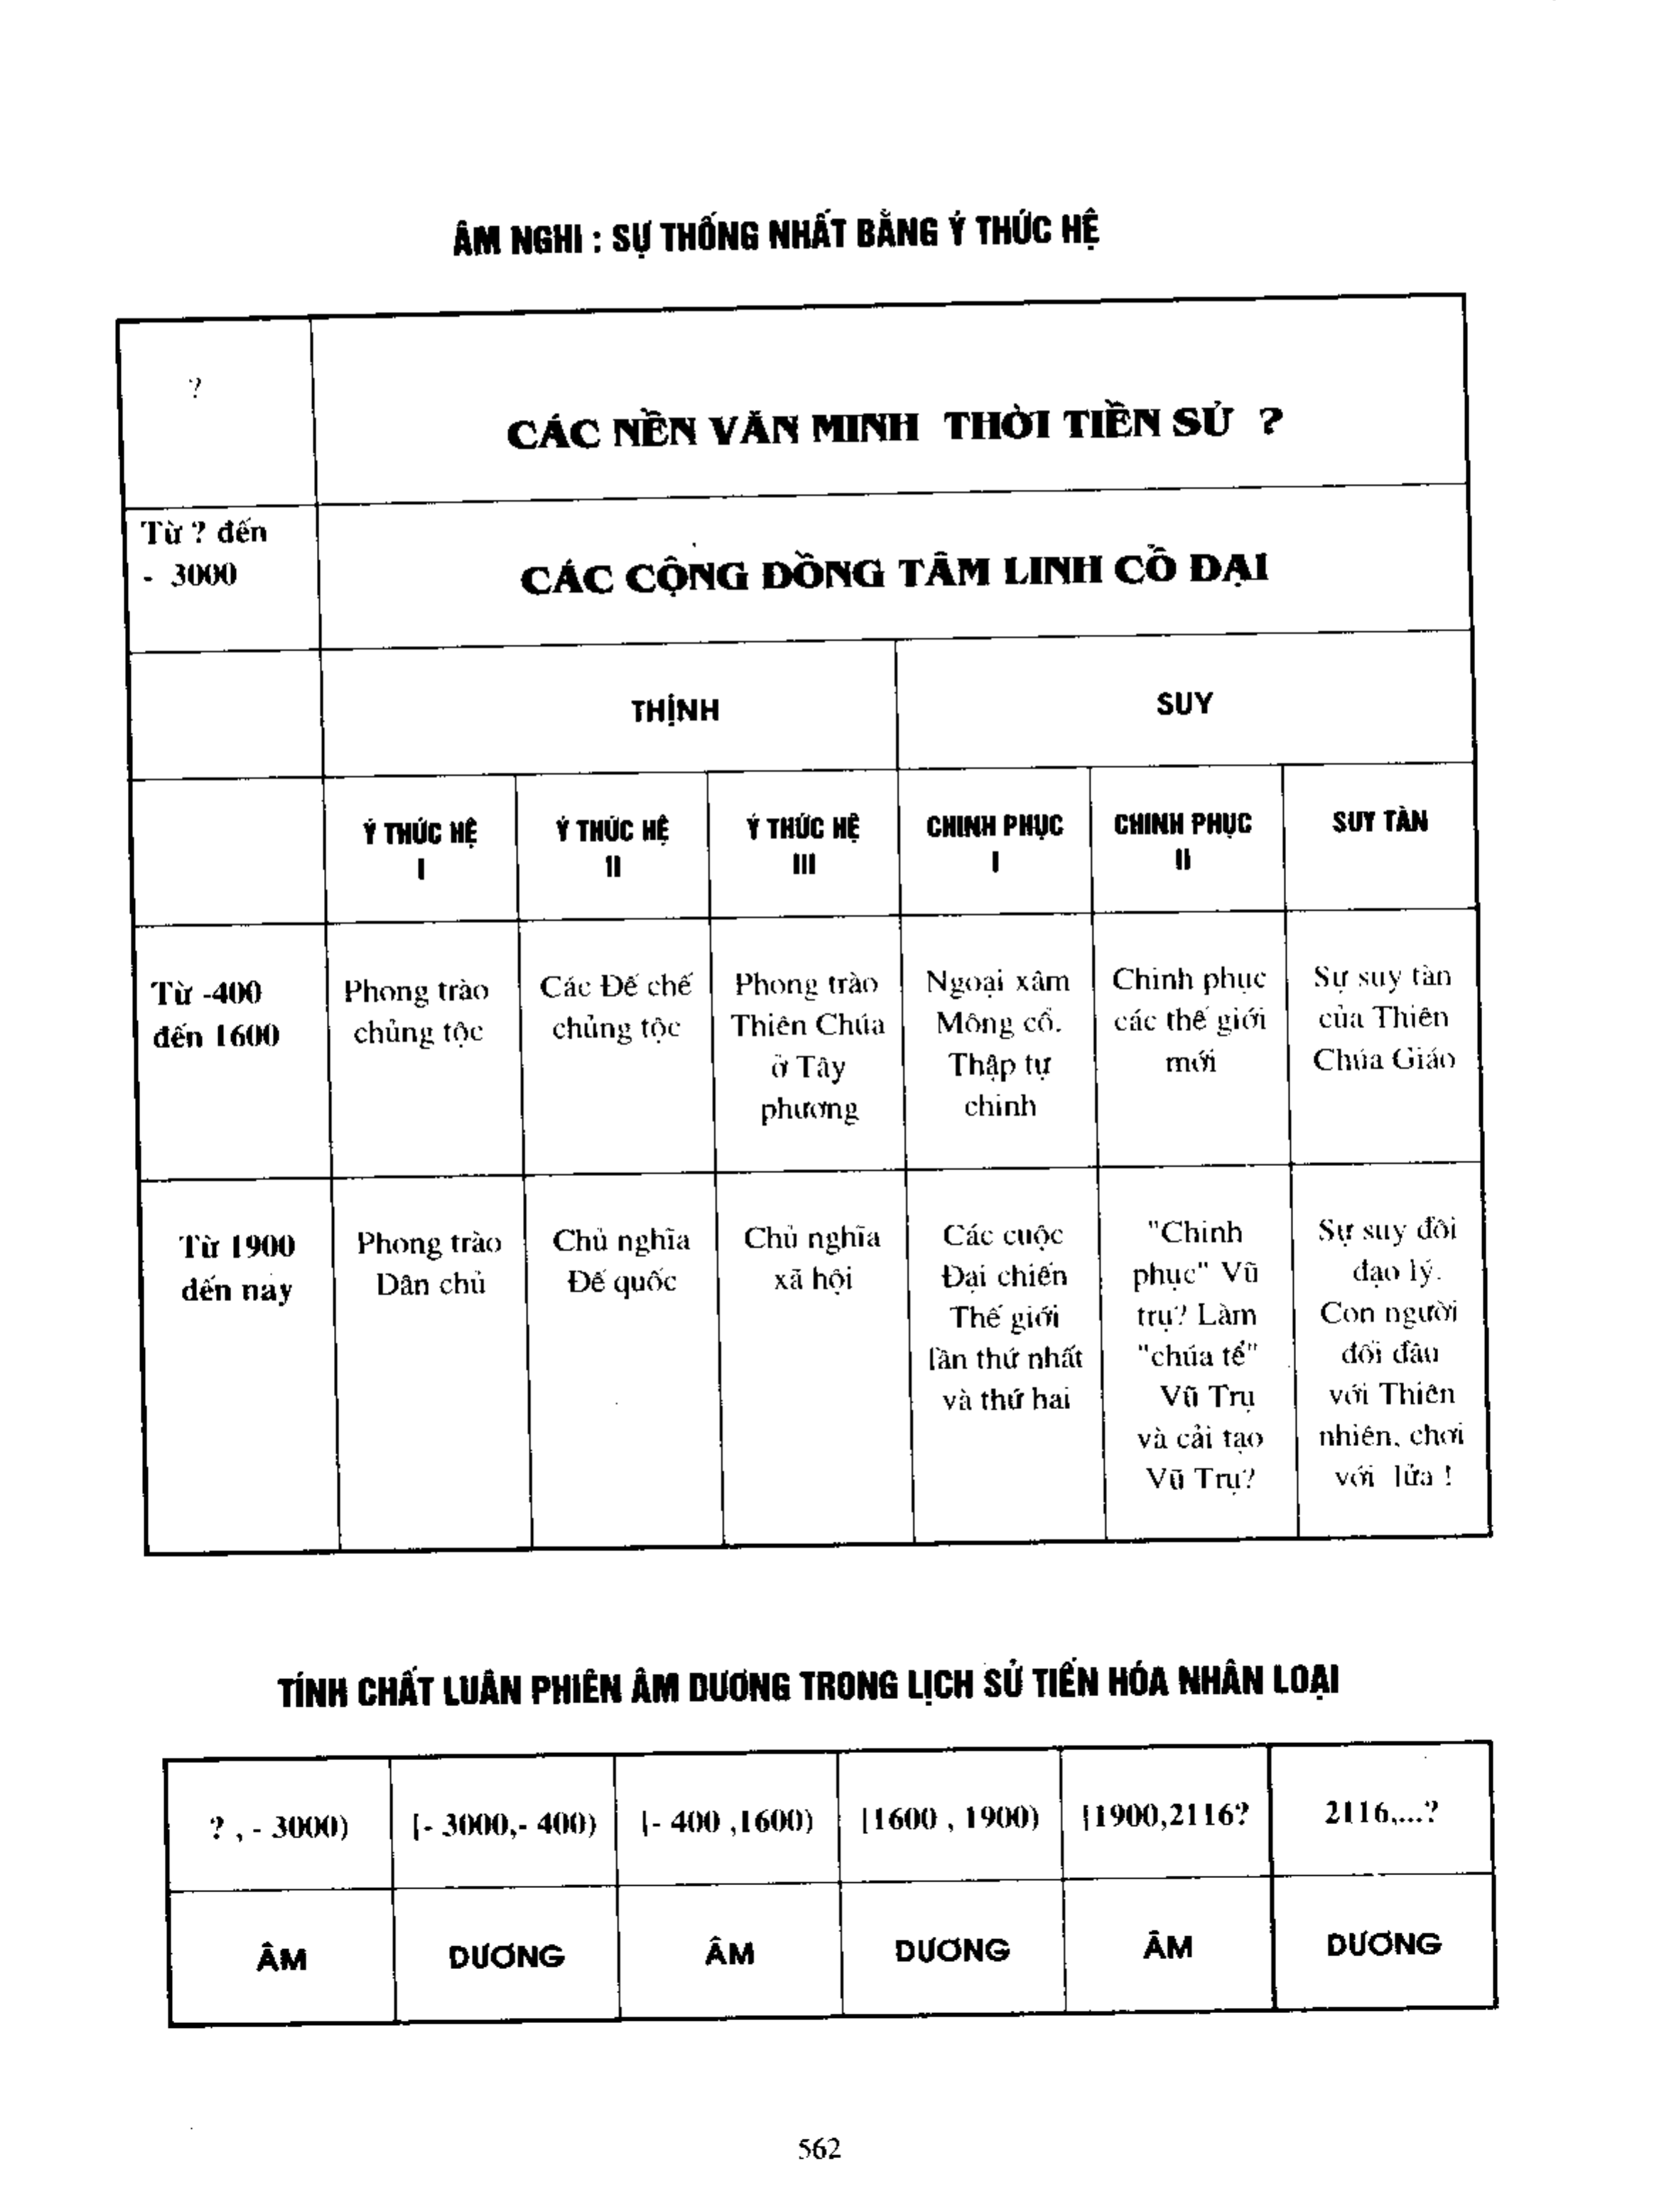 ÂM NGHI : SỰ THỐNG NHẤT BẰNG Ý THỨC HỆ
?
CÁC NỀN VĂN MINH THỜI TIỀN SỬ ?
Từ ? đến
- 3000
CÁC CỘNG ĐỒNG TÂM LINH CỔ ĐẠI
THỊNH
SUY
Ý THỨC HỆ
I
Ý THỨC HỆ
II
Ý THỨC HỆ
III
CHINH PHỤC
I
CHINH PHỤC
II
SUY TÀN
Từ -400
đến 1600
Phong trào
chủng tộc
Các Đế chế
chủng tộc
Phong trào
Thiên Chúa
ở Tây
phương
Ngoại xâm
Mông cổ.
Thập tự
chinh
Chinh phục
các thế giới
mới
Sự suy tàn
của Thiên
Chúa Giáo
Từ 1900
đến nay
Phong trào
Dân chủ
Chủ nghĩa
Đế quốc
Chủ nghĩa
xã hội
Các cuộc
Đại chiến
Thế giới
lần thứ nhất
và thứ hai
"Chinh
phục" Vũ
trụ? Làm
"chúa tể"
Vũ Trụ
và cải tạo
Vũ Trụ?
Sự suy đồi
đạo lý.
Con người
đối đầu
với Thiên
nhiên, chơi
với lửa !
TÍNH CHẤT LUÂN PHIÊN ÂM DƯƠNG TRONG LỊCH SỬ TIẾN HÓA NHÂN LOẠI
? , - 3000)
[- 3000,- 400)
[- 400 ,1600)
[1600 , 1900)
[1900,2116?
2116,...?
ÂM
DƯƠNG
ÂM
DƯƠNG
ÂM
DƯƠNG
562